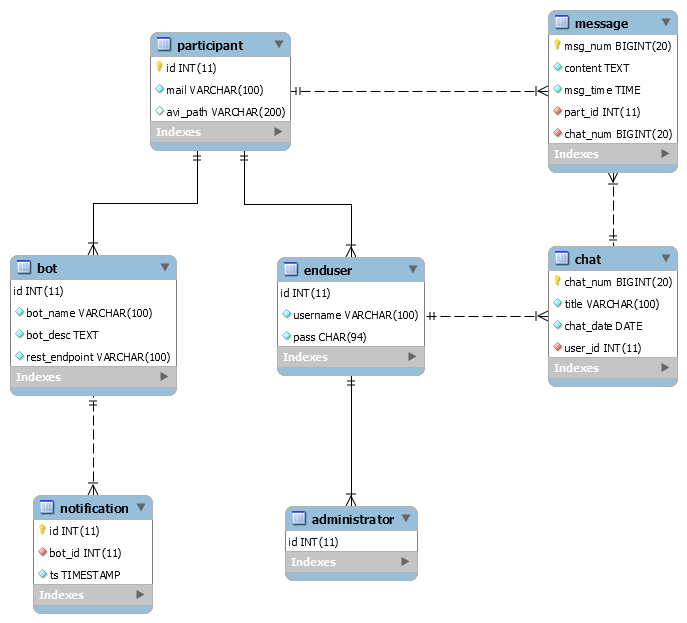 participant
id INT(11)
mail VARCHAR(100)
avi_path VARCHAR(200)
Indexes
message
msg_num BIGINT(20)
content TEXT
msg_time TIME
part_id INT(11)
chat_num BIGINT(20)
Indexes
bot
id INT(11)
bot_name VARCHAR(100)
bot_desc TEXT
rest_endpoint VARCHAR(100)
Indexes
enduser
id INT(11)
username VARCHAR(100)
pass CHAR(94)
Indexes
chat
chat_num BIGINT(20)
title VARCHAR(100)
chat_date DATE
user_id INT(11)
Indexes
notification
id INT(11)
bot_id INT(11)
ts TIMESTAMP
Indexes
administrator
id INT(11)
Indexes